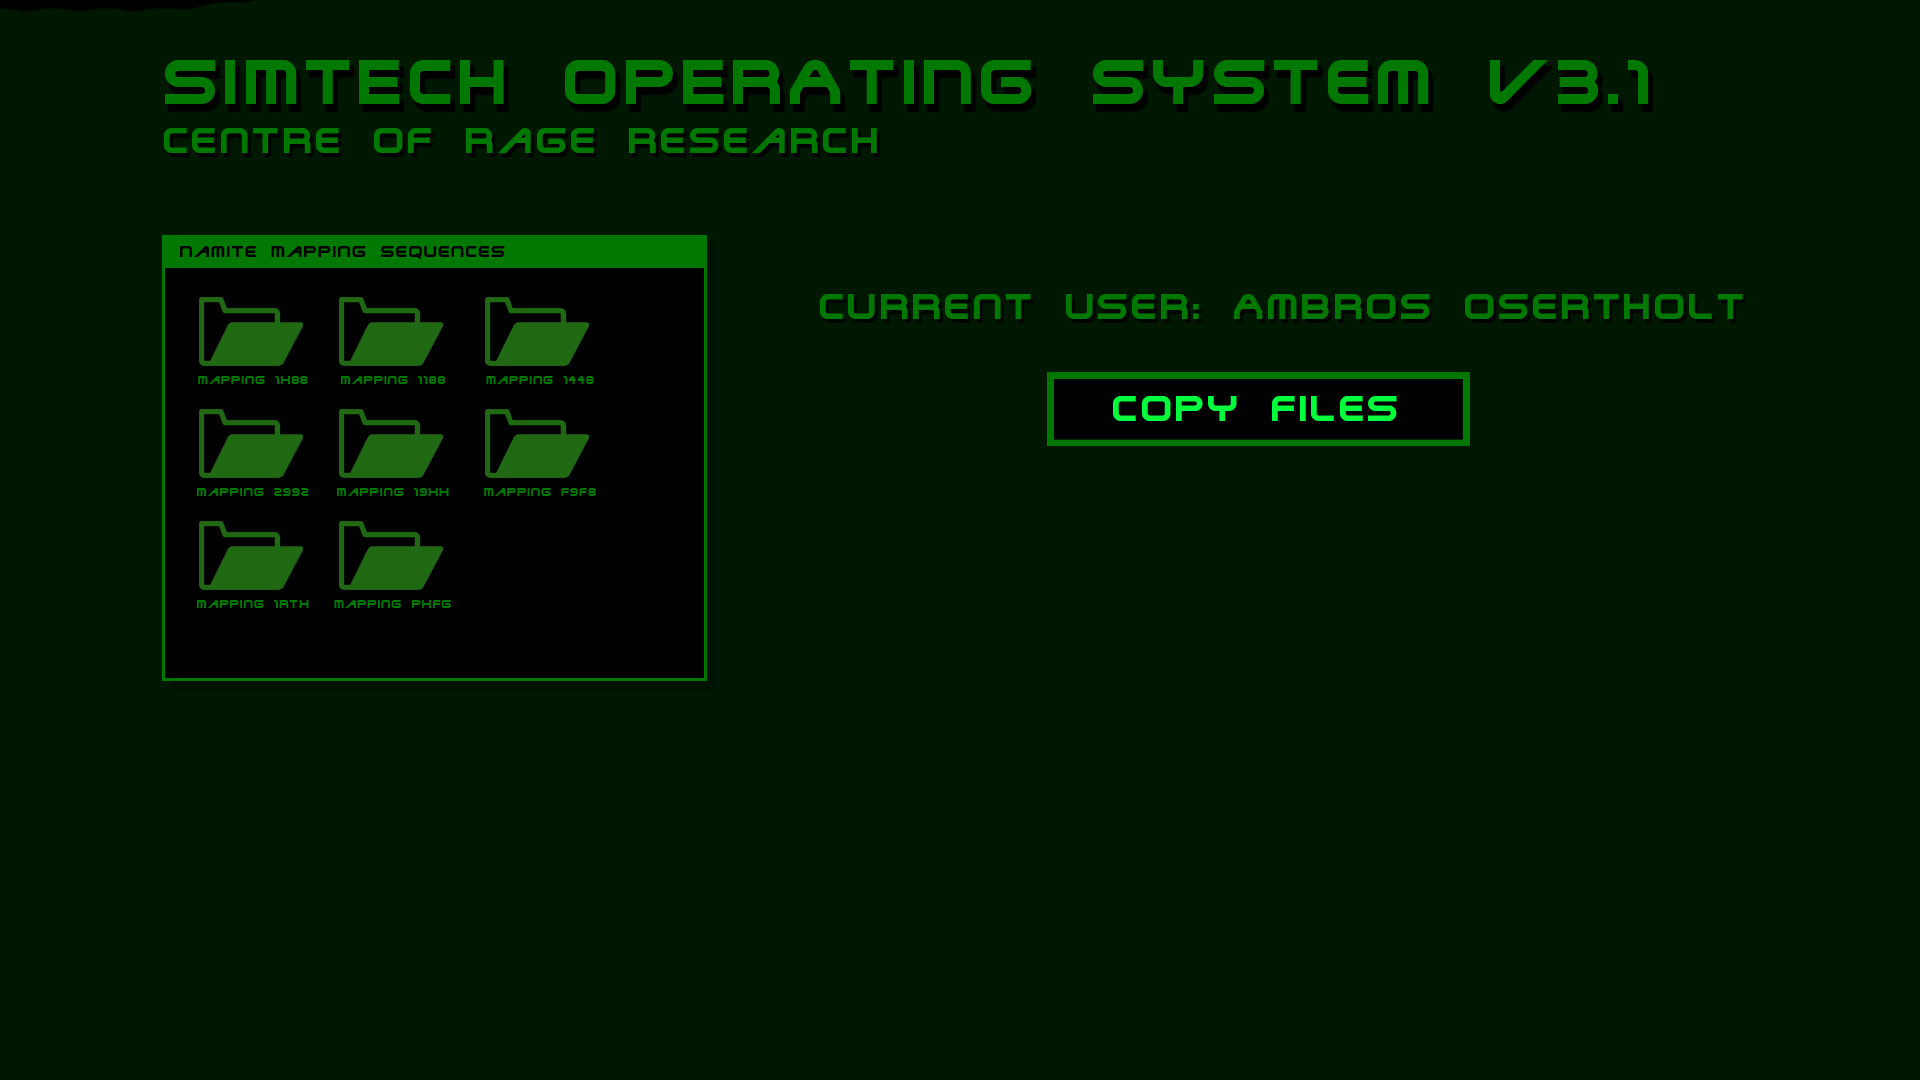 SIMTECH OPERATING SYSTEM V3.1
CENTRE OF RAGE RESEARCH
NAMITE MAPPING SEQUENCES
MAPPING 1H88 MAPPING 1188 MAPPING 1448
MAPPING 2992 MAPPING 19HH MAPPING F9F8
MAPPING 1RTH MAPPING PHFG
CURRENT USER: AMBROS OSERTHOLT
COPY FILES